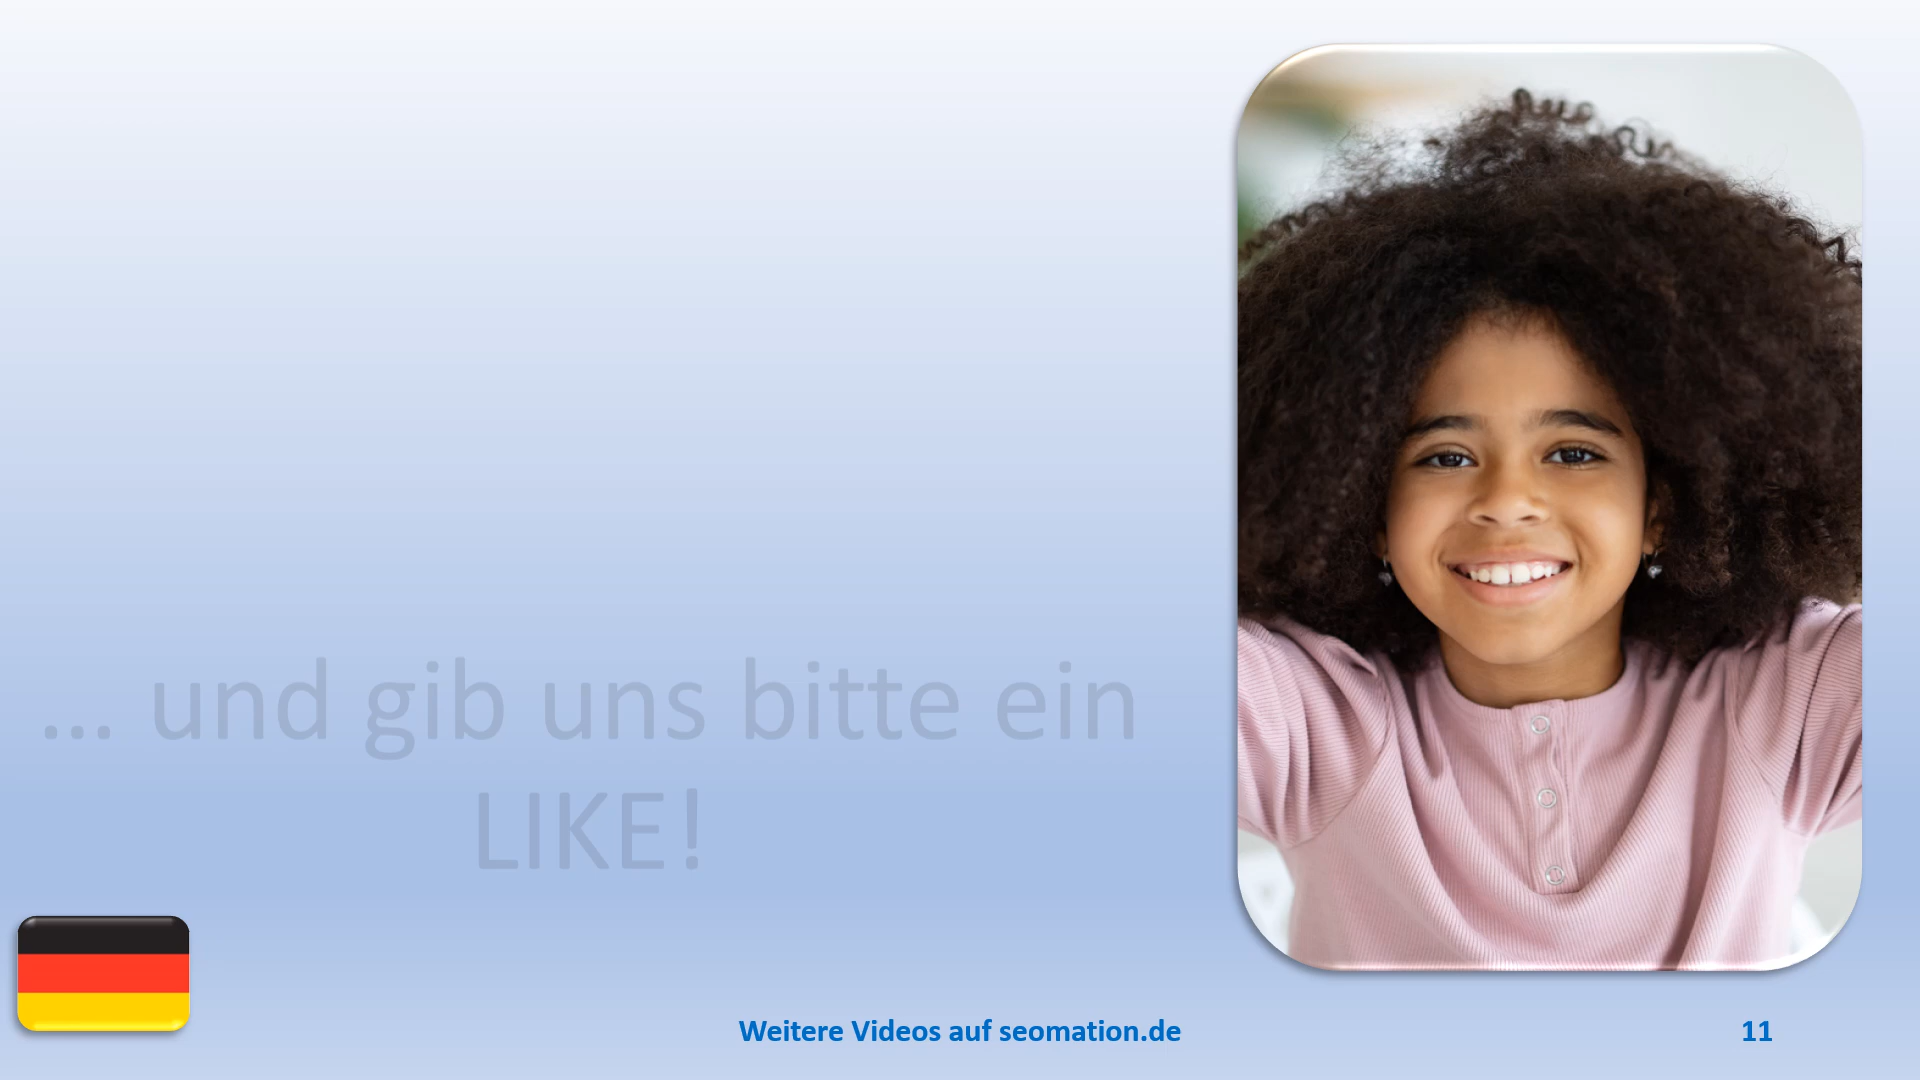 ... und gib uns bitte ein
LIKE!
Weitere Videos auf seomation.de
11